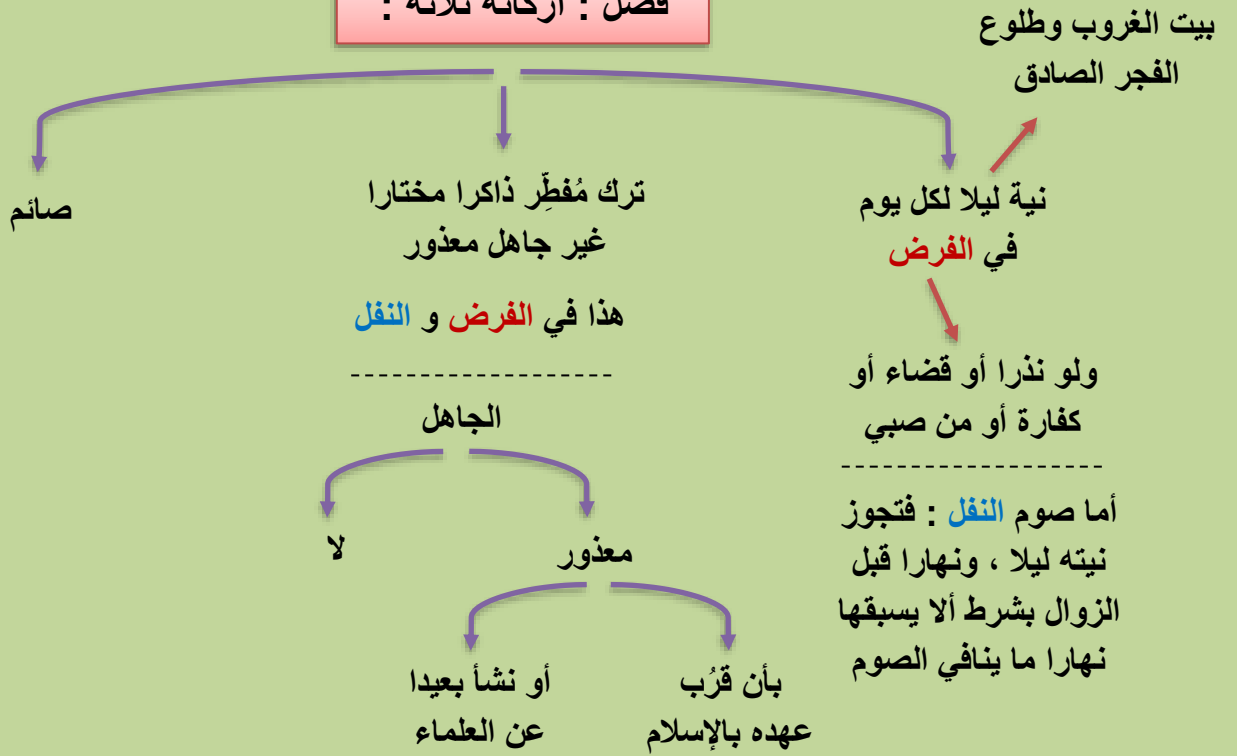 فصل : أركانه ثلاثة :
بيت الغروب وطلوع
الفجر الصادق
نية ليلا لكل يوم
في الفرض
ولو نذرا أو قضاء أو
كفارة أو من صبي
أما صوم النفل : فتجوز
نيته ليلا ، ونهارا قبل
الزوال بشرط ألا يسبقها
نهارا ما ينافي الصوم
ترك مُفطِّر ذاكرا مختارا
غير جاهل معذور
هذا في الفرض و النفل
الجاهل
معذور
لا
بأن قرُب
عهده بالإسلام
أو نشأ بعيدا
عن العلماء
صائم